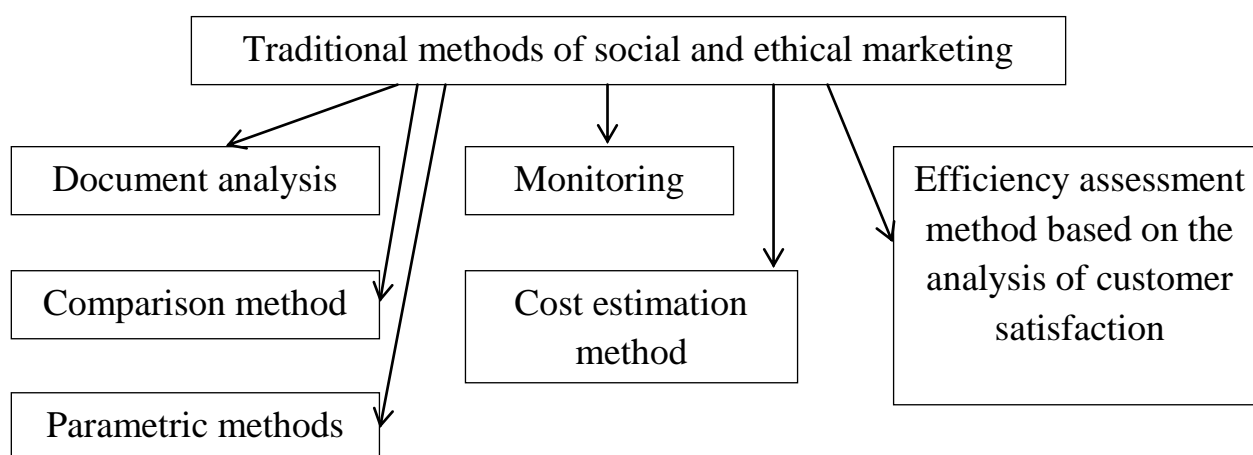 Traditional methods of social and ethical marketing
Document analysis
Monitoring
Efficiency assessment
method based on the
analysis of customer
satisfaction
Comparison method
Cost estimation
method
Parametric methods